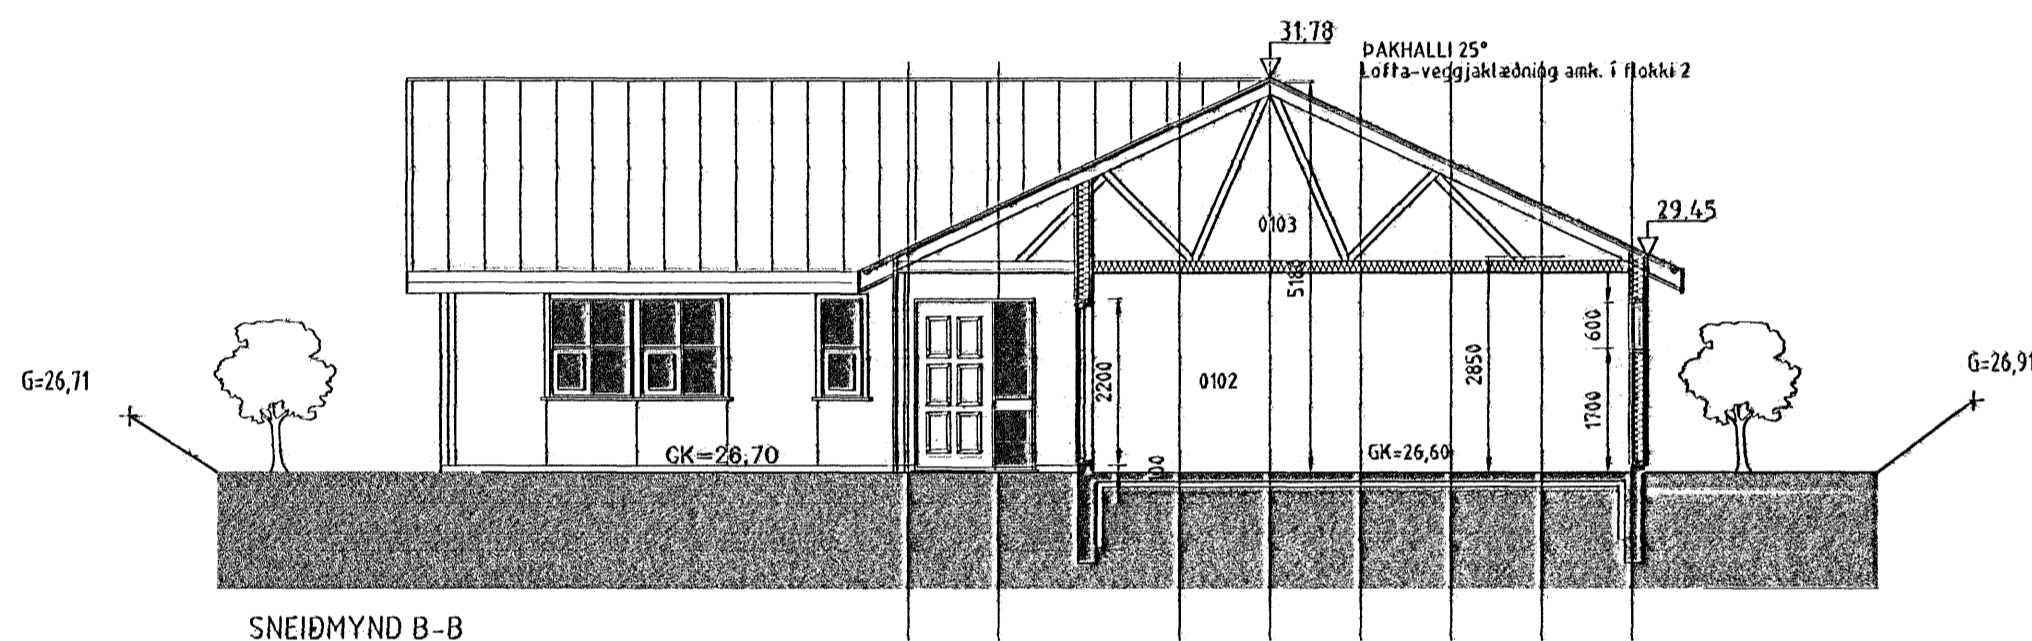 31,78
ÞAKHALLI 25°
Lofta-veggjaklæðning amk. í flokki 2
29,45
0103
5180
G=26,71
G=26,91
600
2850
2200
0102
1700
GK=26,70
GK=26,60
100
SNEIÐMYND B-B